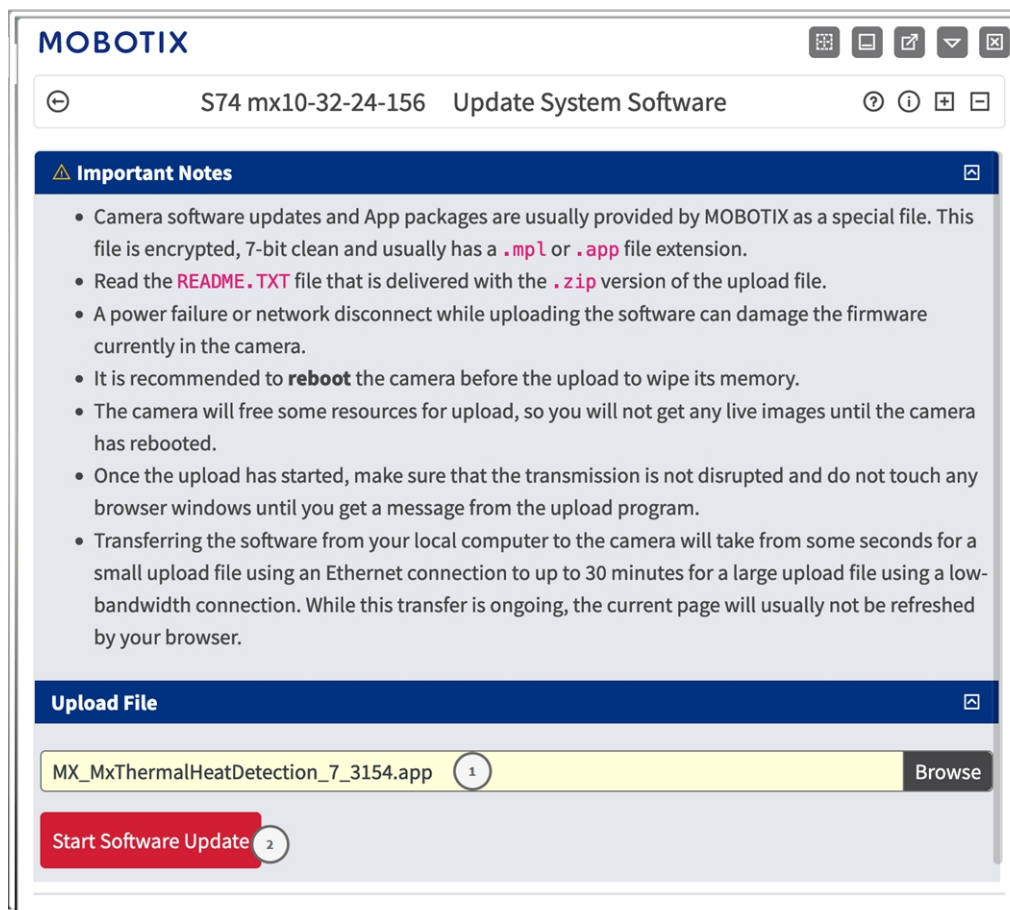 MOBOTIX
S74 mx10-32-24-156 Update System Software
Important Notes
• Camera software updates and App packages are usually provided by MOBOTIX as a special file. This
file is encrypted, 7-bit clean and usually has a .mpl or .app file extension.
• Read the README.TXT file that is delivered with the .zip version of the upload file.
• A power failure or network disconnect while uploading the software can damage the firmware
currently in the camera.
• It is recommended to reboot the camera before the upload to wipe its memory.
• The camera will free some resources for upload, so you will not get any live images until the camera
has rebooted.
• Once the upload has started, make sure that the transmission is not disrupted and do not touch any
browser windows until you get a message from the upload program.
• Transferring the software from your local computer to the camera will take from some seconds for a
small upload file using an Ethernet connection to up to 30 minutes for a large upload file using a low-
bandwidth connection. While this transfer is ongoing, the current page will usually not be refreshed
by your browser.
Upload File
MX_MxThermalHeatDetection_7_3154.app 1 Browse
Start Software Update 2